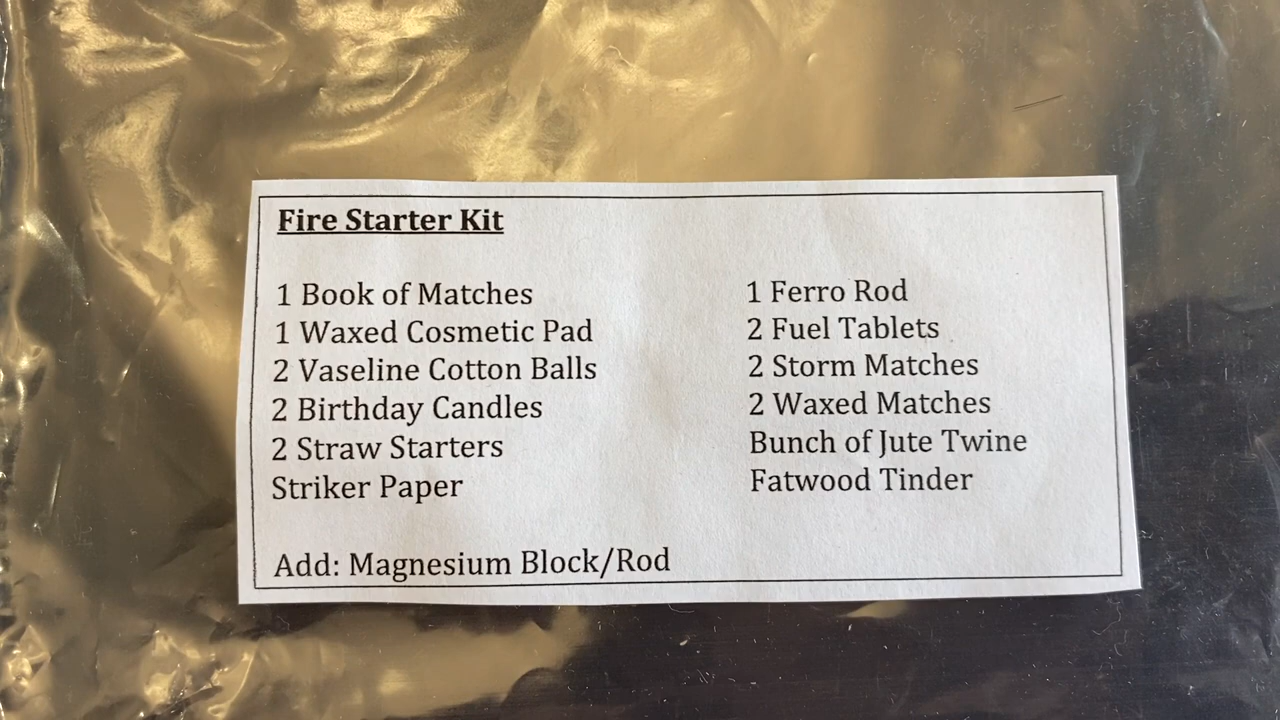 Fire Starter Kit
1 Book of Matches
1 Waxed Cosmetic Pad
2 Vaseline Cotton Balls
2 Birthday Candles
2 Straw Starters
Striker Paper
1 Ferro Rod
2 Fuel Tablets
2 Storm Matches
2 Waxed Matches
Bunch of Jute Twine
Fatwood Tinder
Add: Magnesium Block/Rod